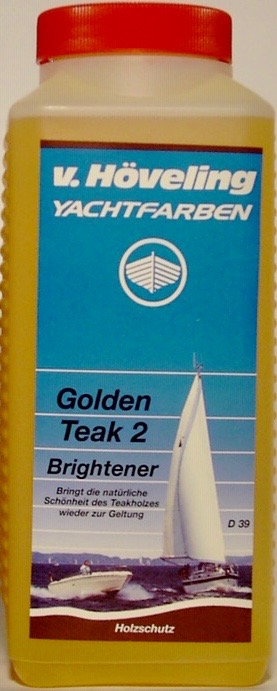 v. Höveling
YACHTFARBEN
Golden
Teak 2
Brightener
Bringt die natürliche
Schönheit des Teakholzes
wieder zur Geltung
D 39
Holzschutz